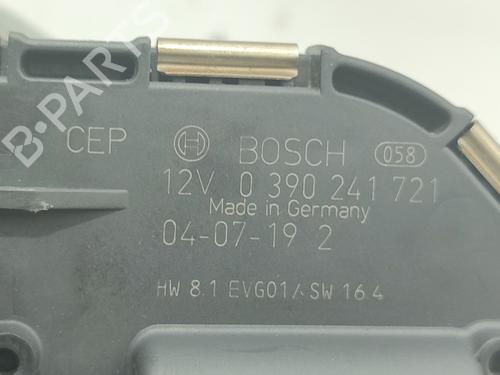 B-PARTS
CEP BOSCH 058
12V 0 390 241 721
Made in Germany
04-07-19 2
HW 8.1 EVG01/- SW 16.4